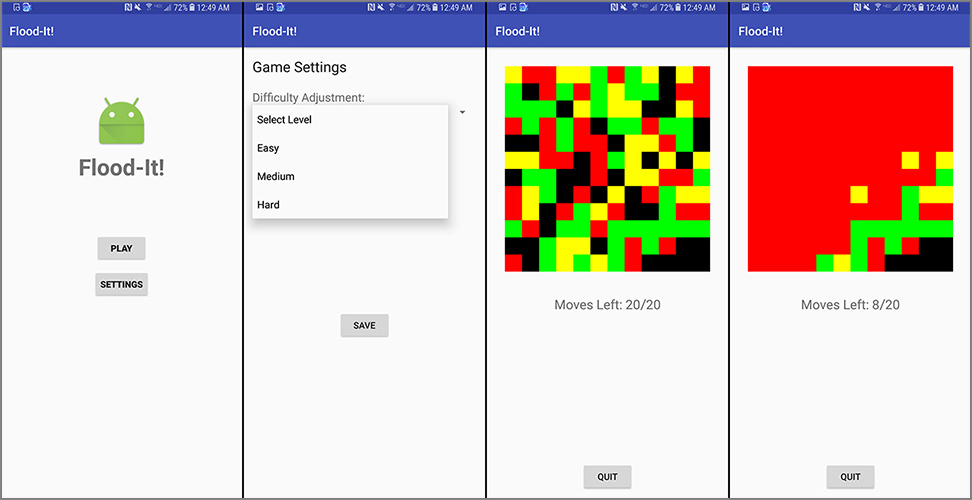 72% 12:49 AM
Flood-It!
Flood-It!
PLAY
SETTINGS
72% 12:49 AM
Flood-It!
Game Settings
Difficulty Adjustment:
Select Level
Easy
Medium
Hard
SAVE
72% 12:49 AM
Flood-It!
Moves Left: 20/20
QUIT
72% 12:49 AM
Flood-It!
Moves Left: 8/20
QUIT